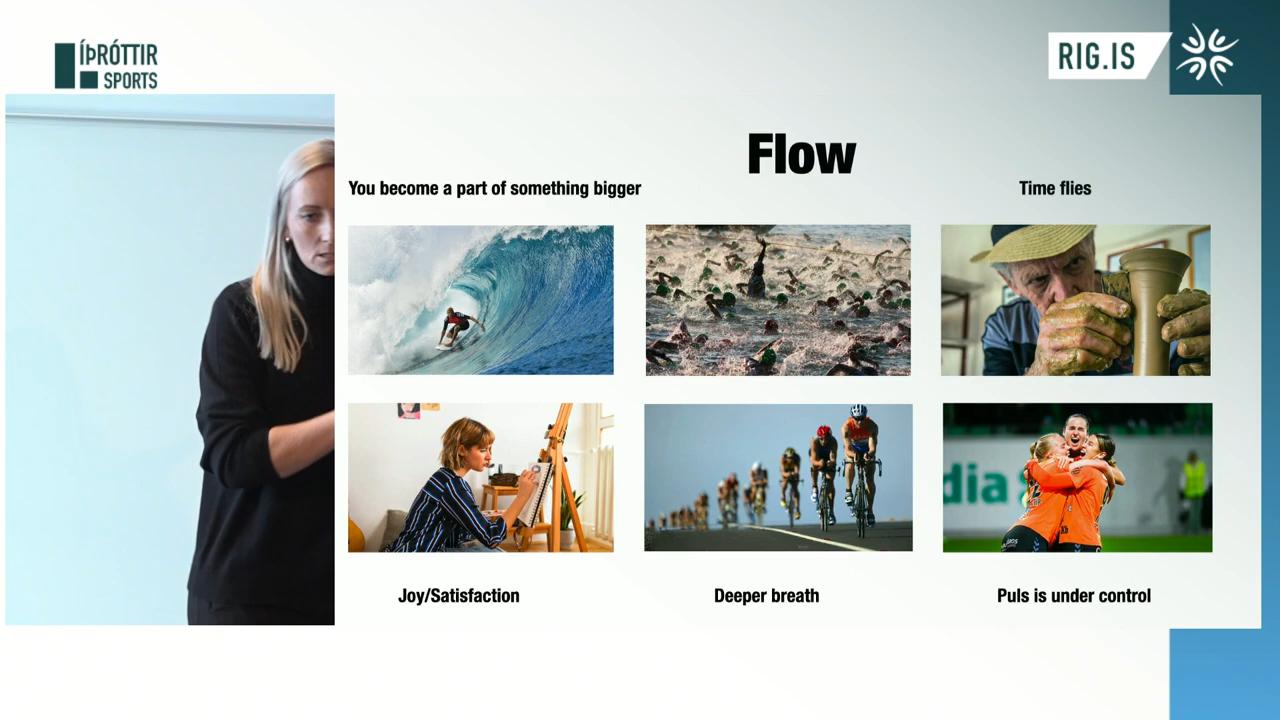 ÍÞRÓTTIR
SPORTS
RIG.IS
Flow
You become a part of something bigger
Time flies
dia
Joy/Satisfaction
Deeper breath
Puls is under control